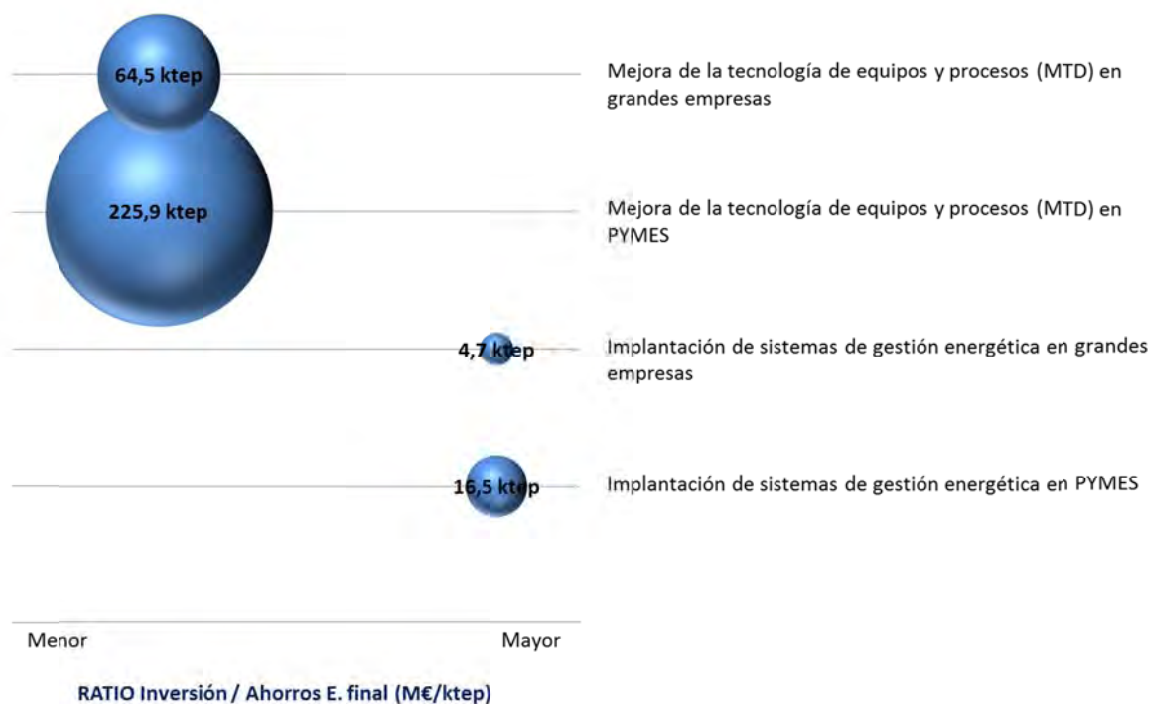 64,5 ktep
Mejora de la tecnología de equipos y procesos (MTD) en
grandes empresas
225,9 ktep
Mejora de la tecnología de equipos y procesos (MTD) en
PYMES
4,7 ktep
Implantación de sistemas de gestión energética en grandes
empresas
16,5 ktep
Implantación de sistemas de gestión energética en PYMES
Menor
Mayor
RATIO Inversión / Ahorros E. final (M€/ktep)